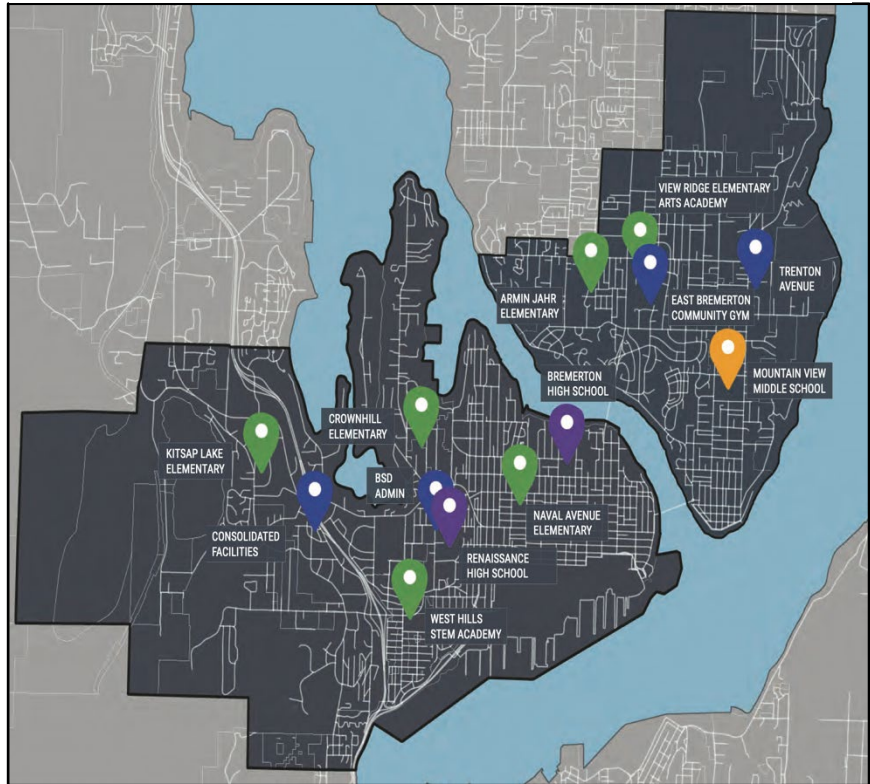 VIEW RIDGE ELEMENTARY
ARTS ACADEMY
TRENTON
AVENUE
ARMIN JAHR
ELEMENTARY
EAST BREMERTON
COMMUNITY GYM
MOUNTAIN VIEW
MIDDLE SCHOOL
BREMERTON
HIGH SCHOOL
CROWNHILL
ELEMENTARY
KITSAP LAKE
ELEMENTARY
BSD
ADMIN
NAVAL AVENUE
ELEMENTARY
CONSOLIDATED
FACILITIES
RENAISSANCE
HIGH SCHOOL
WEST HILLS
STEM ACADEMY